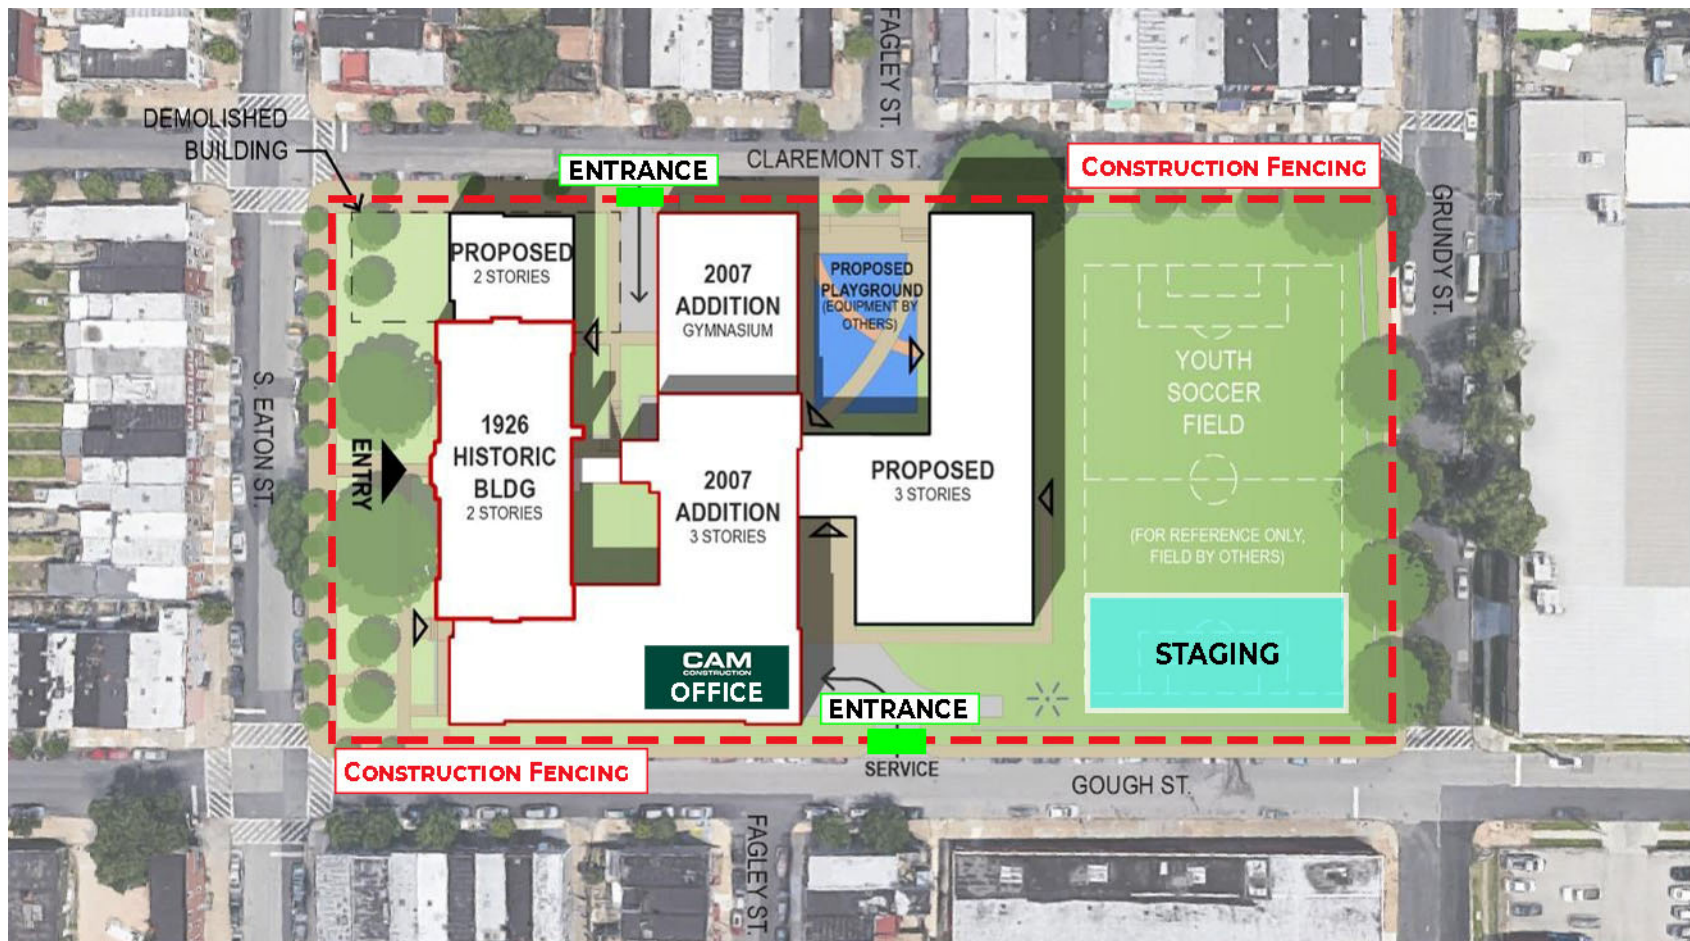 FAGLEY ST.
DEMOLISHED
BUILDING
ENTRANCE
CLAREMONT ST.
CONSTRUCTION FENCING
GRUNDY ST.
PROPOSED
2 STORIES
2007
ADDITION
GYMNASIUM
PROPOSED
PLAYGROUND
(EQUIPMENT BY
OTHERS)
YOUTH
SOCCER
FIELD
S. EATON ST.
ENTRY
1926
HISTORIC
BLDG
2 STORIES
2007
ADDITION
3 STORIES
PROPOSED
3 STORIES
(FOR REFERENCE ONLY,
FIELD BY OTHERS)
STAGING
CAM
CONSTRUCTION
OFFICE
ENTRANCE
CONSTRUCTION FENCING
SERVICE
GOUGH ST.
FAGLEY ST.